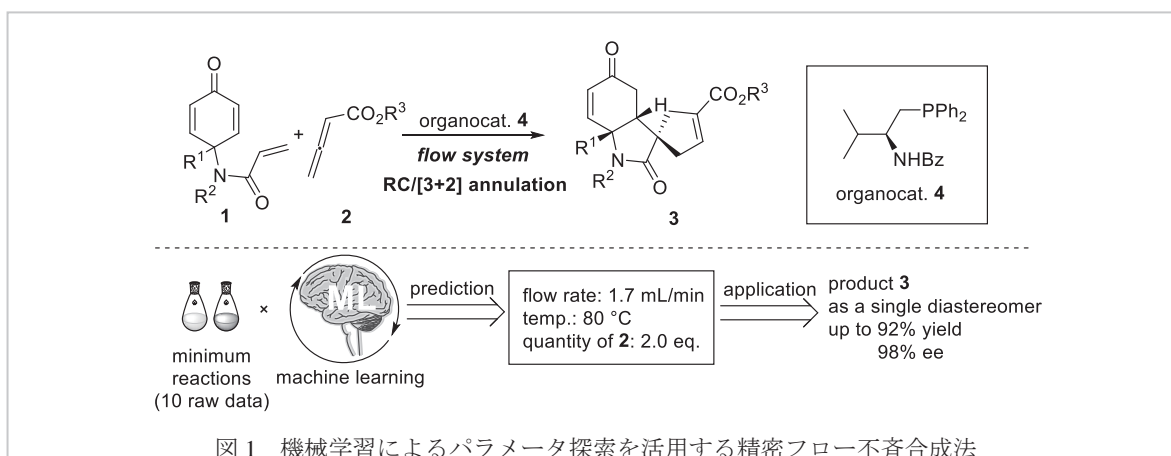 O
R¹
N
R²
O
1
+
CO₂R³
2
organocat. 4
flow system
RC/[3+2] annulation
O
H
CO₂R³
R¹
N
R²
O
3
PPh₂
NHBz
organocat. 4
minimum
reactions
(10 raw data)
×
ML
machine learning
prediction
flow rate: 1.7 mL/min
temp.: 80 °C
quantity of 2: 2.0 eq.
application
product 3
as a single diastereomer
up to 92% yield
98% ee
図1 機械学習によるパラメータ探索を活用する精密フロー不斉合成法